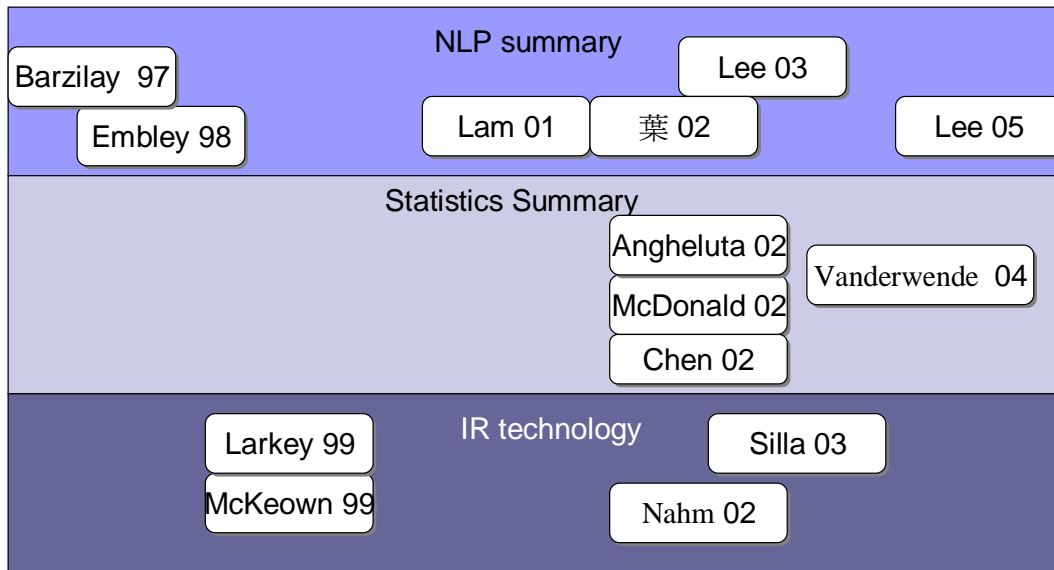 NLP summary
Barzilay 97
Lee 03
Embley 98
Lam 01
葉 02
Lee 05
Statistics Summary
Angheluta 02
Vanderwende 04
McDonald 02
Chen 02
IR technology
Larkey 99
Silla 03
McKeown 99
Nahm 02